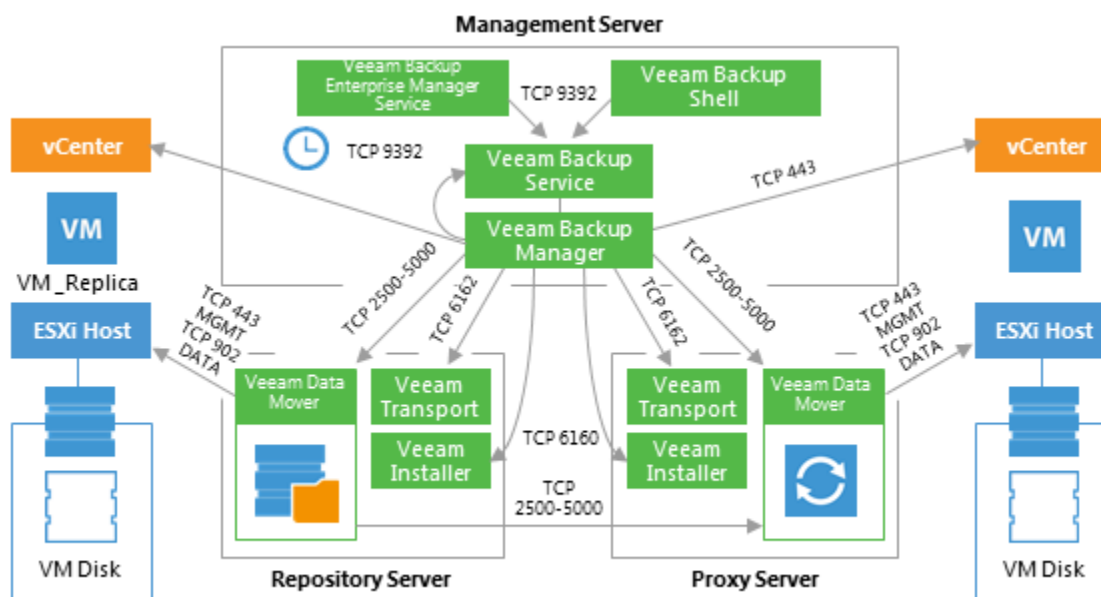 Management Server
Veeam Backup
Enterprise Manager
Service
TCP 9392
Veeam Backup
Shell
vCenter
TCP 9392
Veeam Backup
Service
TCP 443
vCenter
VM
VM_Replica
Veeam Backup
Manager
VM
TCP 2500-5000
TCP 6162
TCP 6162
TCP 2500-5000
ESXi Host
TCP 443
MGMT
TCP 902
DATA
TCP 443
MGMT
TCP 902
DATA
ESXi Host
Veeam Data
Mover
Veeam
Transport
Veeam
Installer
TCP 6160
TCP
2500-5000
Veeam
Transport
Veeam
Installer
Veeam Data
Mover
VM Disk
Repository Server
Proxy Server
VM Disk